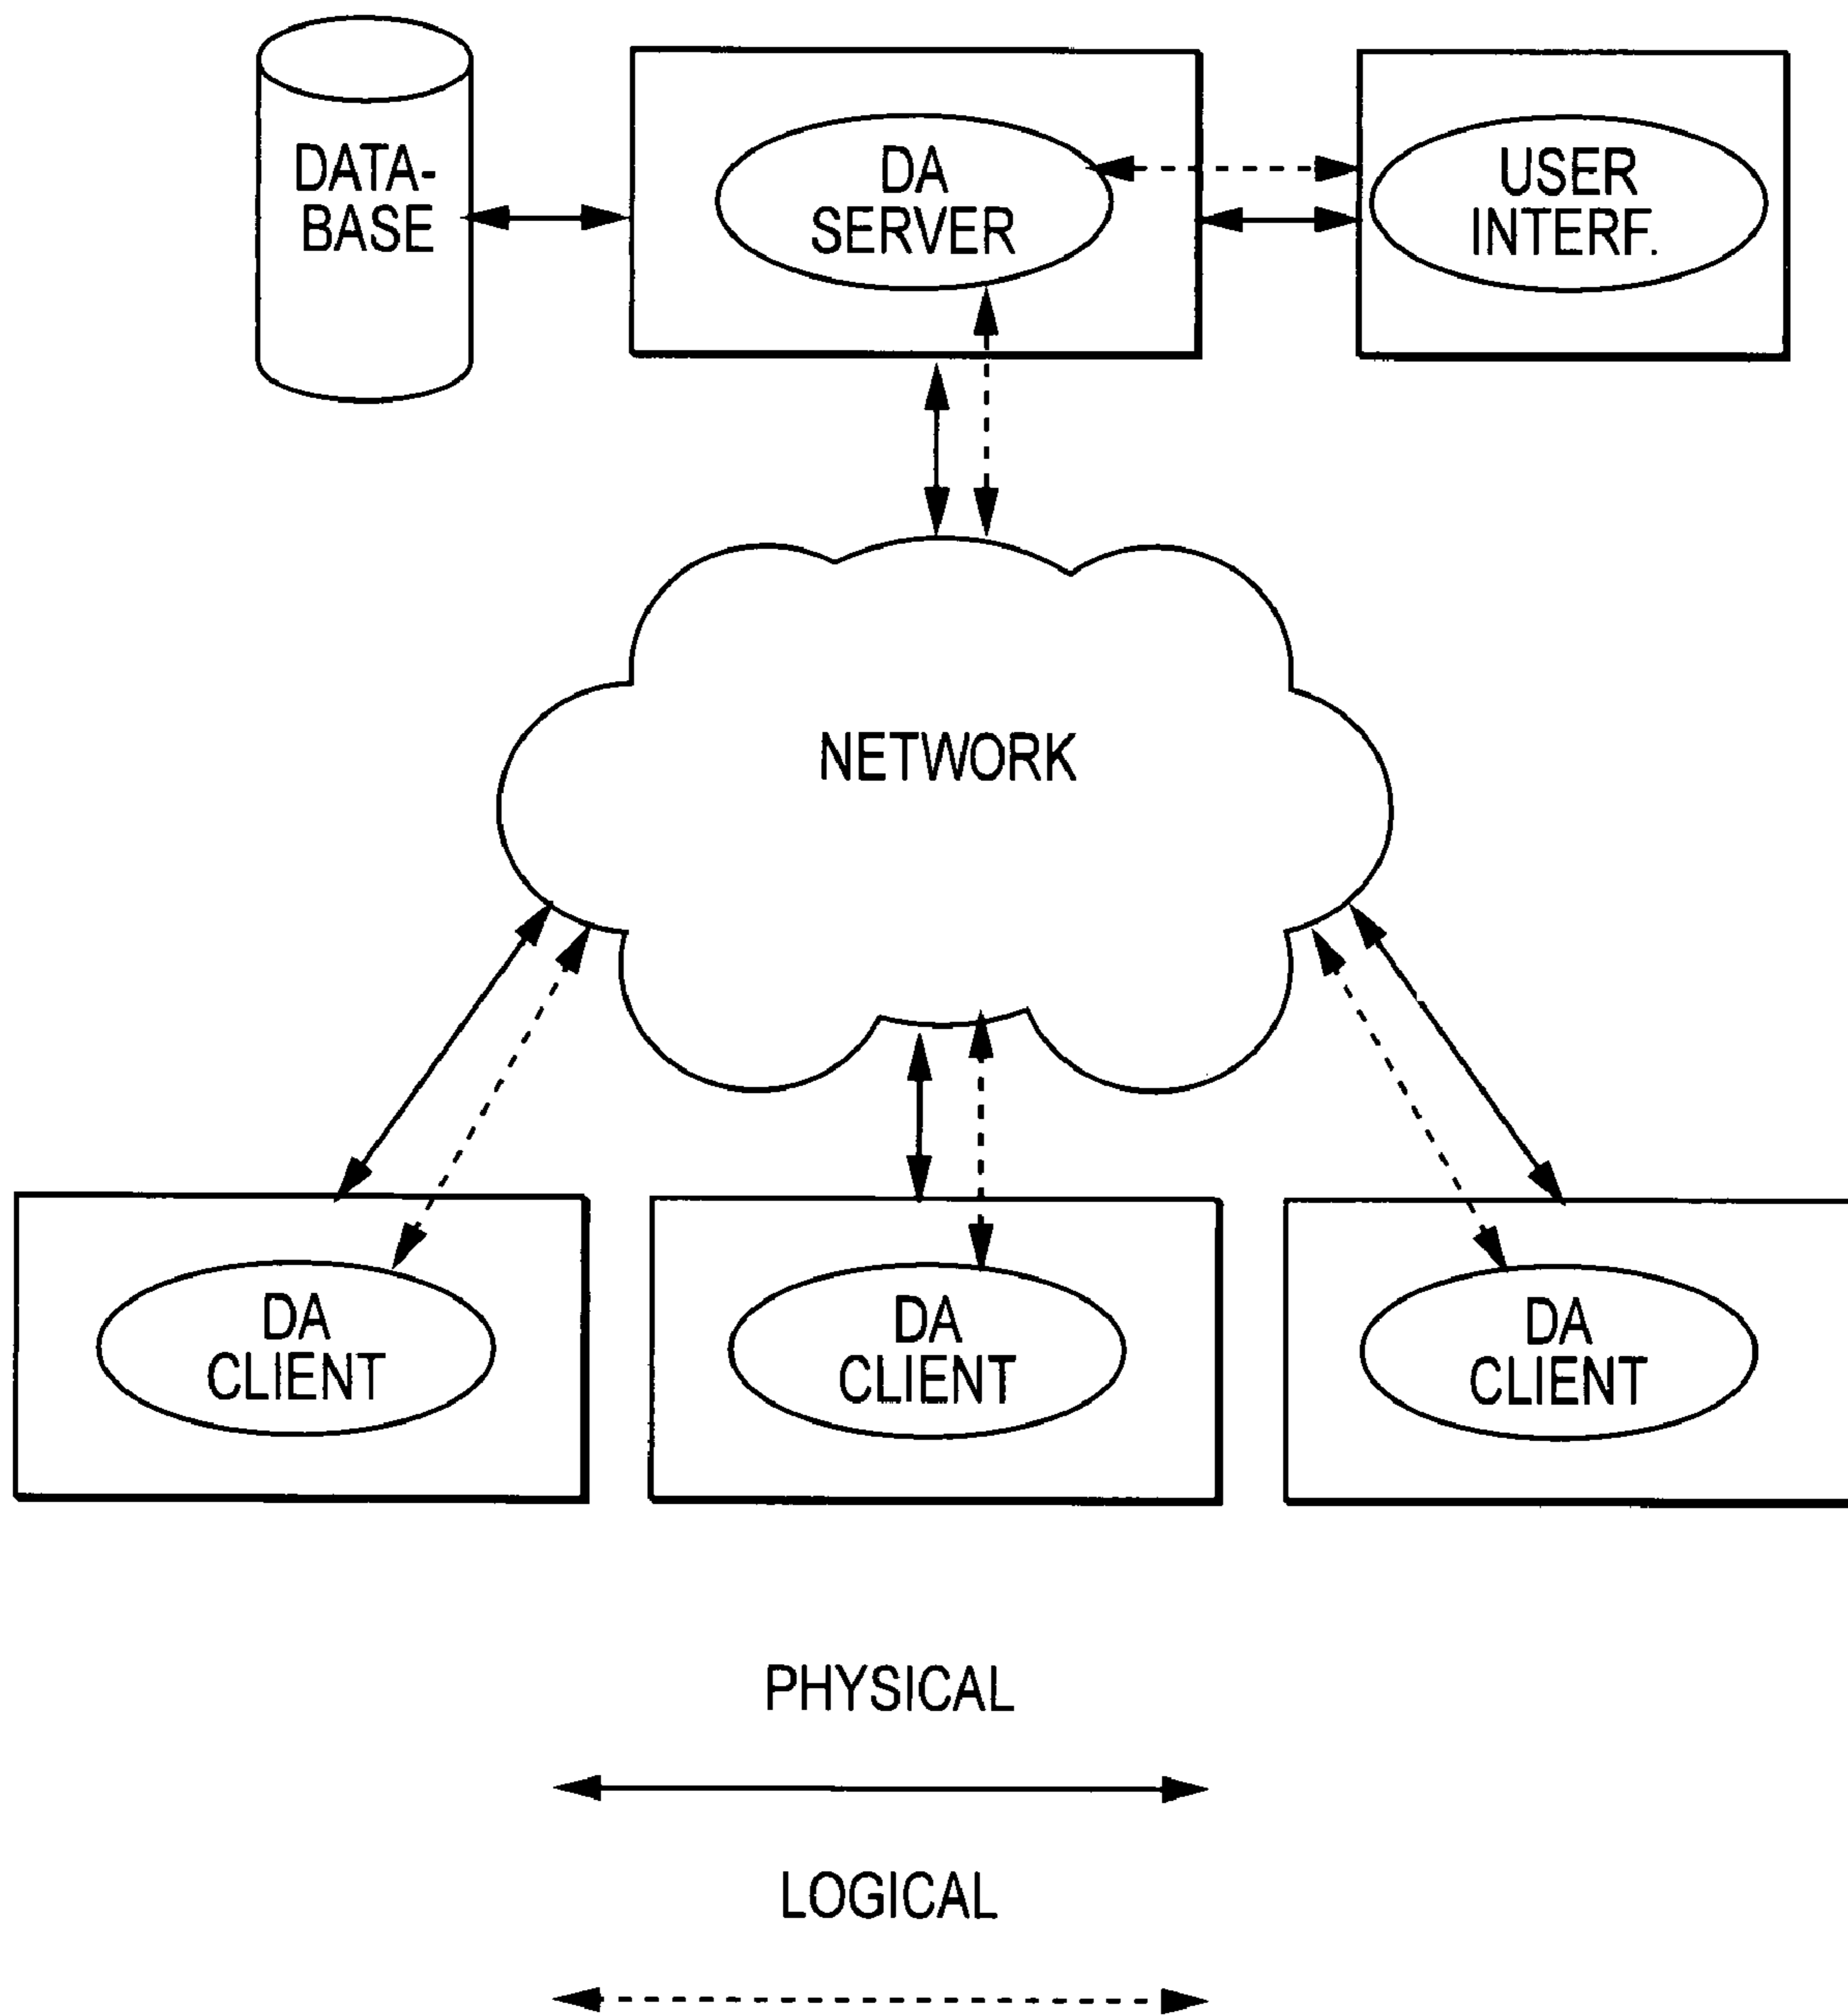 DATA-
BASE
DA
SERVER
USER
INTERF.
NETWORK
DA
CLIENT
DA
CLIENT
DA
CLIENT
PHYSICAL
LOGICAL